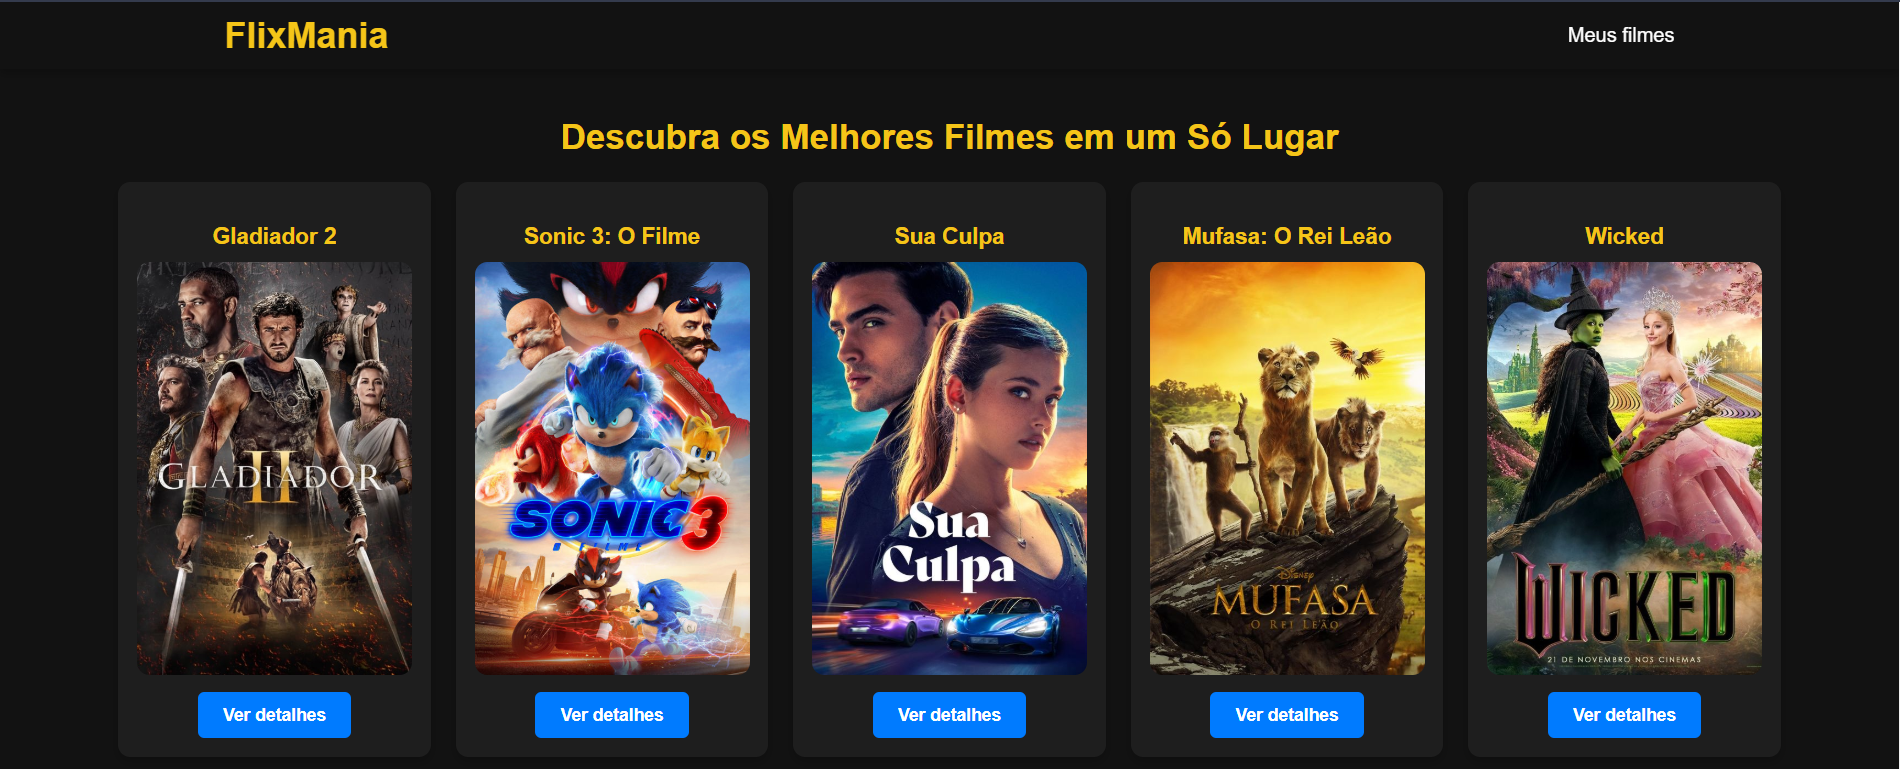 FlixMania
Meus filmes
Descubra os Melhores Filmes em um Só Lugar
Gladiador 2
Sonic 3: O Filme
Sua Culpa
Mufasa: O Rei Leão
Wicked
GLADIADOR
II
SONIC 3
O FILME
Sua
Culpa
DISNEY
MUFASA
O REI LEÃO
WICKED
21 DE NOVEMBRO NOS CINEMAS
Ver detalhes
Ver detalhes
Ver detalhes
Ver detalhes
Ver detalhes